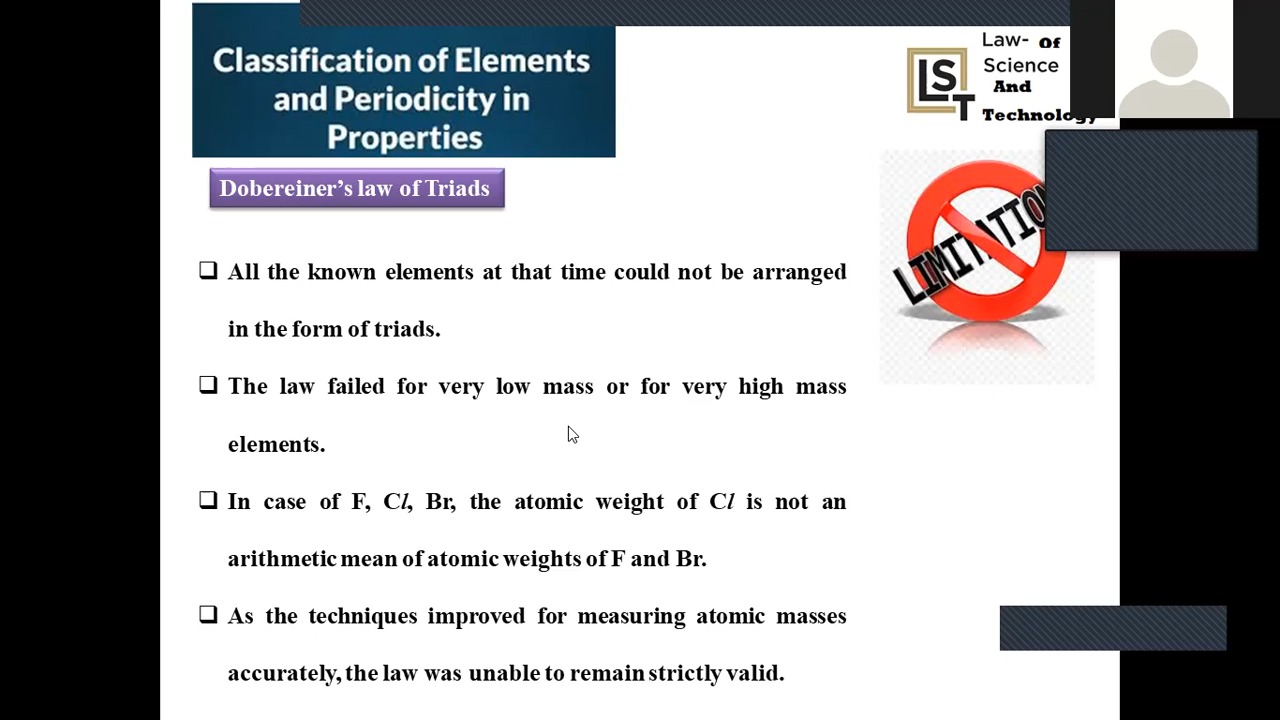 Classification of Elements
and Periodicity in
Properties
Law- Of
Science
And
Technology
LST
Dobereiner's law of Triads
LIMITATION
❑ All the known elements at that time could not be arranged
in the form of triads.
❑ The law failed for very low mass or for very high mass
elements.
❑ In case of F, Cl, Br, the atomic weight of Cl is not an
arithmetic mean of atomic weights of F and Br.
❑ As the techniques improved for measuring atomic masses
accurately, the law was unable to remain strictly valid.